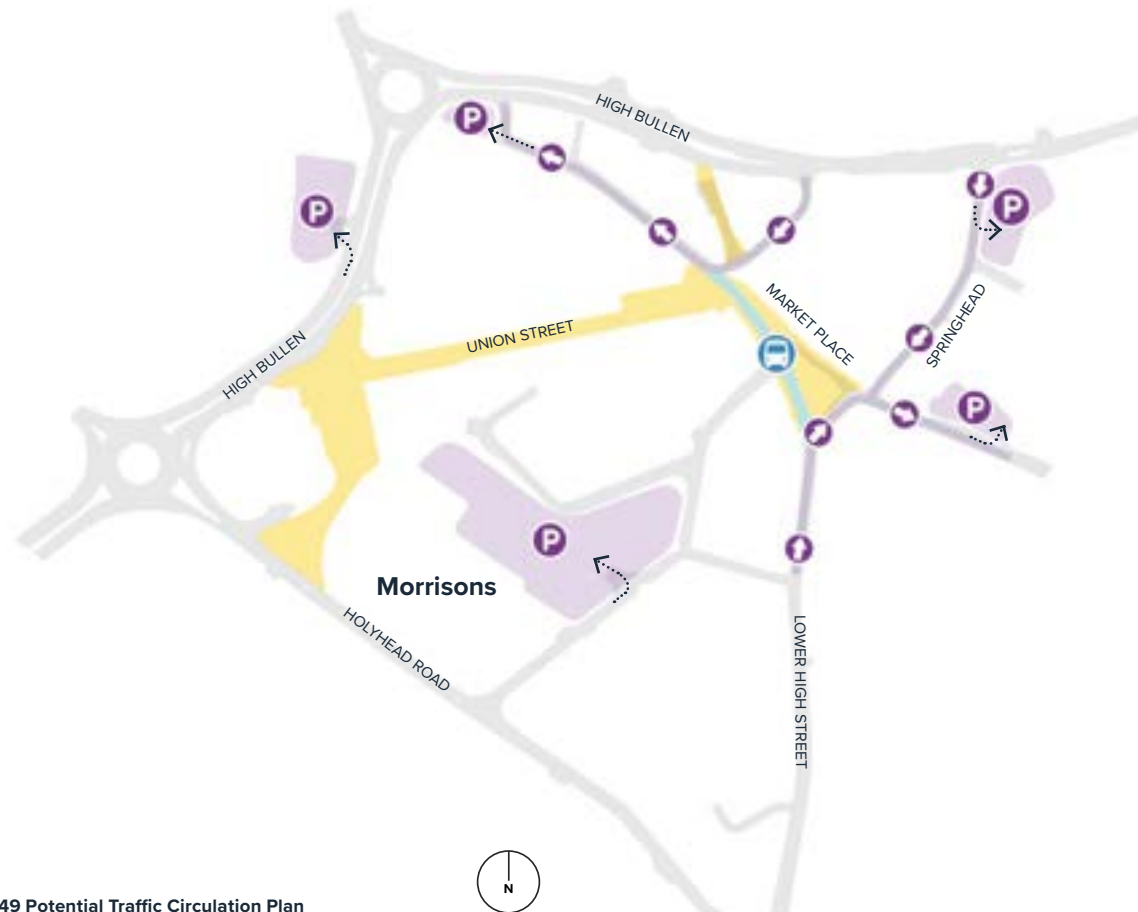 HIGH BULLEN
P
P
P
MARKET PLACE
SPRINGHEAD
UNION STREET
HIGH BULLEN
P
P
Morrisons
HOLYHEAD ROAD
LOWER HIGH STREET
N
49 Potential Traffic Circulation Plan